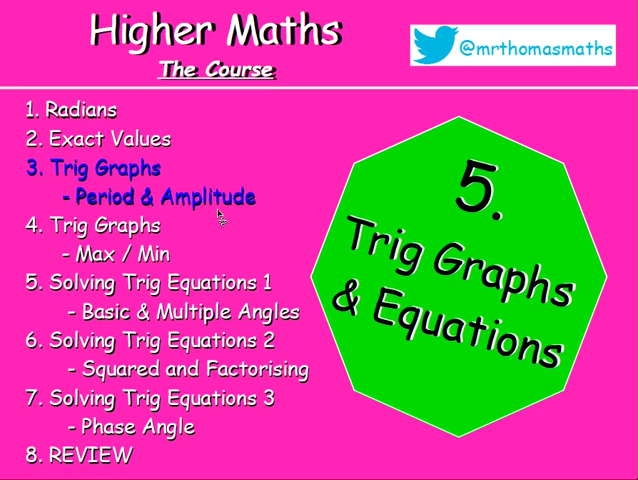 Higher Maths
The Course
@mrthomasmaths
1. Radians
2. Exact Values
3. Trig Graphs
- Period & Amplitude
4. Trig Graphs
- Max / Min
5. Solving Trig Equations 1
- Basic & Multiple Angles
6. Solving Trig Equations 2
- Squared and Factorising
7. Solving Trig Equations 3
- Phase Angle
8. REVIEW
5.
Trig Graphs
& Equations